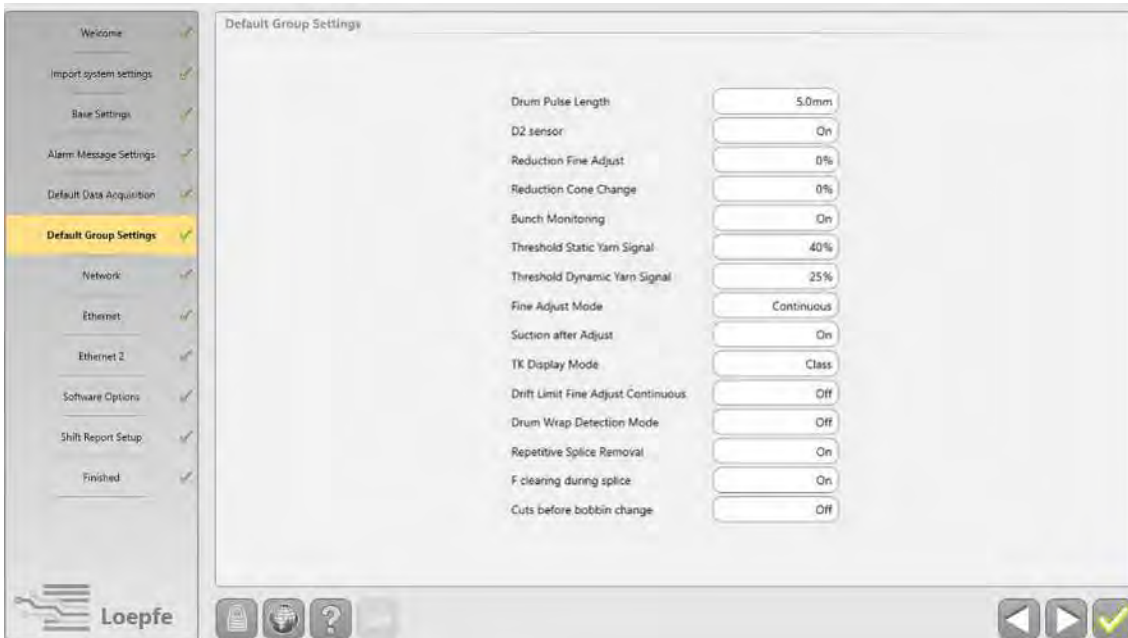 Welcome
Import system settings
Base Settings
Alarm Message Settings
Default Data Acquisition
Default Group Settings
Network
Ethernet
Ethernet 2
Software Options
Shift Report Setup
Finished
Loepfe
Default Group Settings
Drum Pulse Length 5.0mm
D2 sensor On
Reduction Fine Adjust 0%
Reduction Cone Change 0%
Bunch Monitoring On
Threshold Static Yarn Signal 40%
Threshold Dynamic Yarn Signal 25%
Fine Adjust Mode Continuous
Suction after Adjust On
TK Display Mode Class
Drift Limit Fine Adjust Continuous Off
Drum Wrap Detection Mode Off
Repetitive Splice Removal On
F clearing during splice On
Cuts before bobbin change Off
?